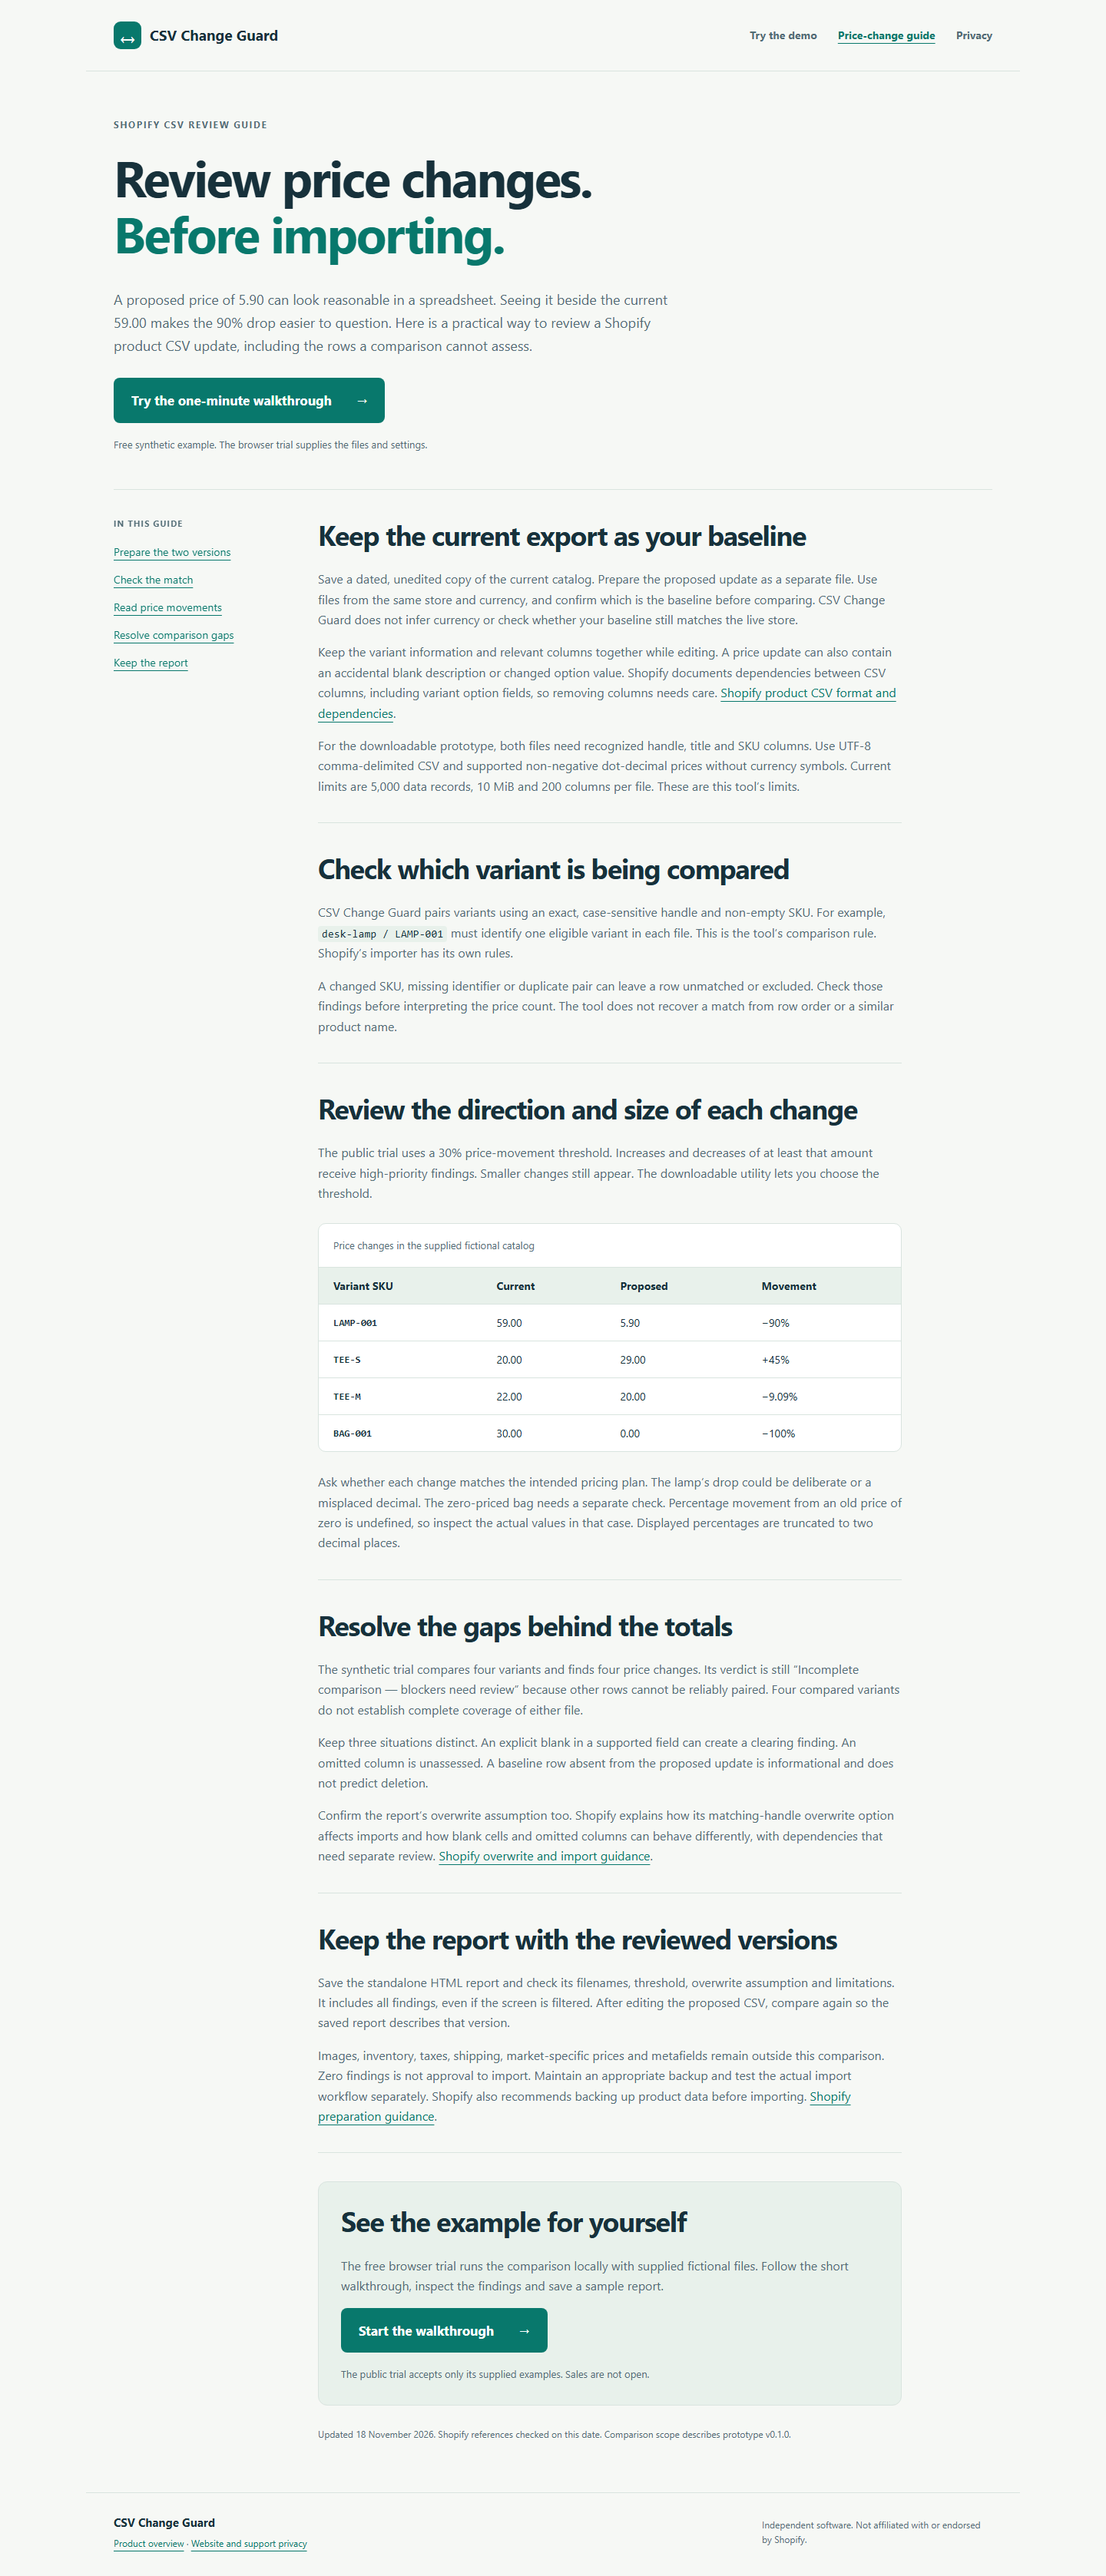 CSV Change Guard
Try the demo
Price-change guide
Privacy
SHOPIFY CSV REVIEW GUIDE
Review price changes.
Before importing.
A proposed price of 5.90 can look reasonable in a spreadsheet. Seeing it beside the current
59.00 makes the 90% drop easier to question. Here is a practical way to review a Shopify
product CSV update, including the rows a comparison cannot assess.
Try the one-minute walkthrough →
Free synthetic example. The browser trial supplies the files and settings.
IN THIS GUIDE
Prepare the two versions
Check the match
Read price movements
Resolve comparison gaps
Keep the report
Keep the current export as your baseline
Save a dated, unedited copy of the current catalog. Prepare the proposed update as a separate file. Use
files from the same store and currency, and confirm which is the baseline before comparing. CSV Change
Guard does not infer currency or check whether your baseline still matches the live store.
Keep the variant information and relevant columns together while editing. A price update can also contain
an accidental blank description or changed option value. Shopify documents dependencies between CSV
columns, including variant option fields, so removing columns needs care. Shopify product CSV format and
dependencies.
For the downloadable prototype, both files need recognized handle, title and SKU columns. Use UTF-8
comma-delimited CSV and supported non-negative dot-decimal prices without currency symbols. Current
limits are 5,000 data records, 10 MiB and 200 columns per file. These are this tool's limits.
Check which variant is being compared
CSV Change Guard pairs variants using an exact, case-sensitive handle and non-empty SKU. For example,
desk-lamp / LAMP-001 must identify one eligible variant in each file. This is the tool's comparison rule.
Shopify's importer has its own rules.
A changed SKU, missing identifier or duplicate pair can leave a row unmatched or excluded. Check those
findings before interpreting the price count. The tool does not recover a match from row order or a similar
product name.
Review the direction and size of each change
The public trial uses a 30% price-movement threshold. Increases and decreases of at least that amount
receive high-priority findings. Smaller changes still appear. The downloadable utility lets you choose the
threshold.
Price changes in the supplied fictional catalog
Variant SKU Current Proposed Movement
LAMP-001 59.00 5.90 −90%
TEE-S 20.00 29.00 +45%
TEE-M 22.00 20.00 −9.09%
BAG-001 30.00 0.00 −100%
Ask whether each change matches the intended pricing plan. The lamp's drop could be deliberate or a
misplaced decimal. The zero-priced bag needs a separate check. Percentage movement from an old price of
zero is undefined, so inspect the actual values in that case. Displayed percentages are truncated to two
decimal places.
Resolve the gaps behind the totals
The synthetic trial compares four variants and finds four price changes. Its verdict is still “Incomplete
comparison — blockers need review” because other rows cannot be reliably paired. Four compared variants
do not establish complete coverage of either file.
Keep three situations distinct. An explicit blank in a supported field can create a clearing finding. An
omitted column is unassessed. A baseline row absent from the proposed update is informational and does
not predict deletion.
Confirm the report's overwrite assumption too. Shopify explains how its matching-handle overwrite option
affects imports and how blank cells and omitted columns can behave differently, with dependencies that
need separate review. Shopify overwrite and import guidance.
Keep the report with the reviewed versions
Save the standalone HTML report and check its filenames, threshold, overwrite assumption and limitations.
It includes all findings, even if the screen is filtered. After editing the proposed CSV, compare again so the
saved report describes that version.
Images, inventory, taxes, shipping, market-specific prices and metafields remain outside this comparison.
Zero findings is not approval to import. Maintain an appropriate backup and test the actual import
workflow separately. Shopify also recommends backing up product data before importing. Shopify
preparation guidance.
See the example for yourself
The free browser trial runs the comparison locally with supplied fictional files. Follow the short
walkthrough, inspect the findings and save a sample report.
Start the walkthrough →
The public trial accepts only its supplied examples. Sales are not open.
Updated 18 November 2026. Shopify references checked on this date. Comparison scope describes prototype v0.1.0.
CSV Change Guard
Product overview · Website and support privacy
Independent software. Not affiliated with or endorsed
by Shopify.